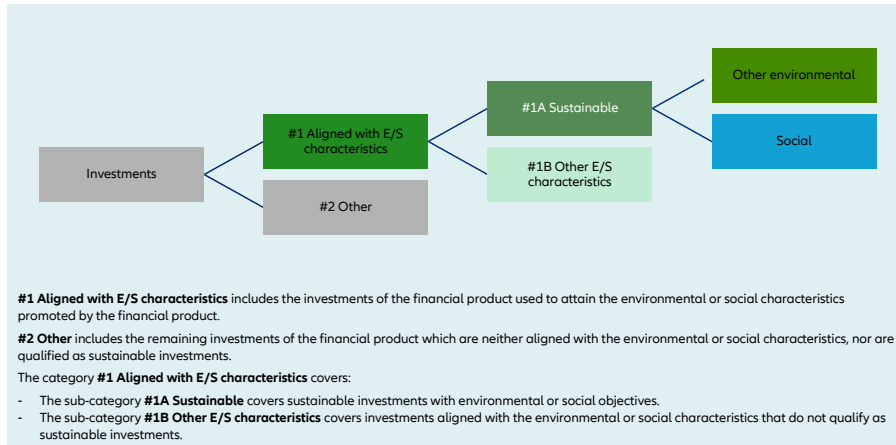 Other environmental
#1A Sustainable
#1 Aligned with E/S
characteristics
Social
Investments
#1B Other E/S
characteristics
#2 Other
#1 Aligned with E/S characteristics includes the investments of the financial product used to attain the environmental or social characteristics
promoted by the financial product.
#2 Other includes the remaining investments of the financial product which are neither aligned with the environmental or social characteristics, nor are
qualified as sustainable investments.
The category #1 Aligned with E/S characteristics covers:
- The sub-category #1A Sustainable covers sustainable investments with environmental or social objectives.
- The sub-category #1B Other E/S characteristics covers investments aligned with the environmental or social characteristics that do not qualify as
sustainable investments.